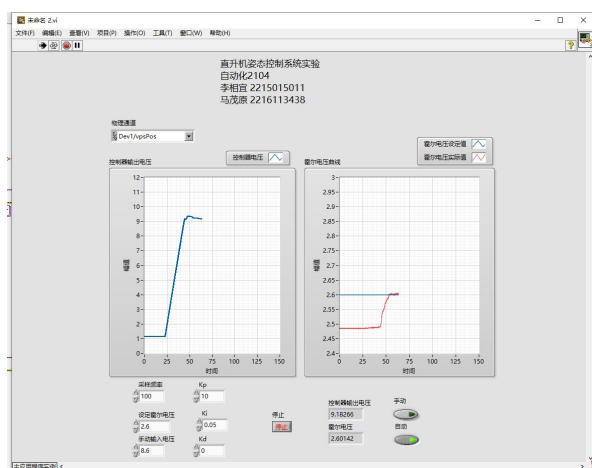 未命名 2.vi
文件(F) 编辑(E) 查看(V) 项目(P) 操作(O) 工具(T) 窗口(W) 帮助(H)
直升机姿态控制系统实验
自动化2104
李相宜 2215015011
马茂原 2216113438
物理通道
Dev1/vpsPos
控制器输出电压
控制器电压
霍尔电压曲线
霍尔电压设定值
霍尔电压实际值
幅值
12
11
10
9
8
7
6
5
4
3
2
1
0
0 25 50 75 100 125 150
时间
幅值
3
2.95
2.9
2.85
2.8
2.75
2.7
2.65
2.6
2.55
2.5
2.45
2.4
0 25 50 75 100 125 150
时间
采样频率
100
Kp
10
设定霍尔电压
2.6
Ki
0.05
手动输入电压
8.6
Kd
0
停止
停止
控制器输出电压
9.18266
霍尔电压
2.60142
手动
自动
主应用程序实例